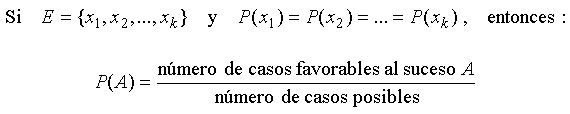 Si E = {x₁, x₂,..., xₖ} y P(x₁) = P(x₂) = ... = P(xₖ) , entonces :
P(A) = número de casos favorables al suceso A / número de casos posibles